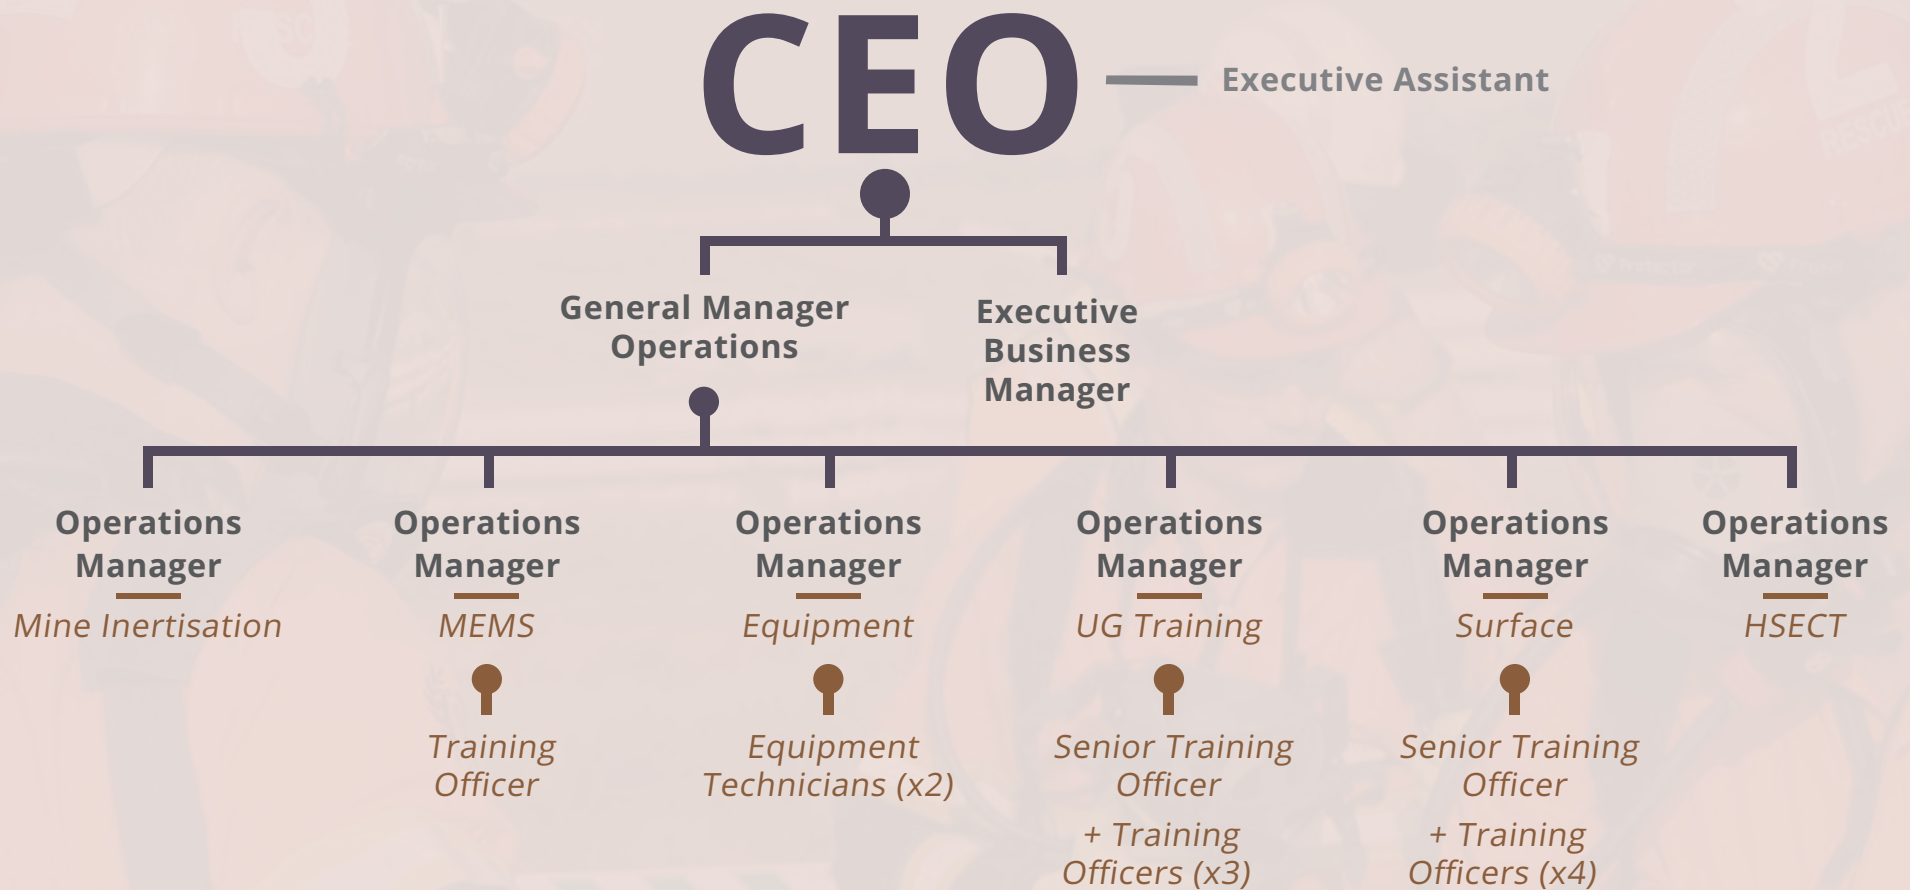 CEO
Executive Assistant
General Manager
Operations
Executive
Business
Manager
Operations
Manager
Mine Inertisation
Operations
Manager
MEMS
Training
Officer
Operations
Manager
Equipment
Equipment
Technicians (x2)
Operations
Manager
UG Training
Senior Training
Officer
+ Training
Officers (x3)
Operations
Manager
Surface
Senior Training
Officer
+ Training
Officers (x4)
Operations
Manager
HSECT
RESCUE